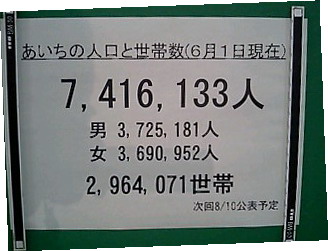 あいちの人口と世帯数(6月1日現在)
7,416,133人
男 3,725,181人
女 3,690,952人
2,964,071世帯
次回8/10公表予定